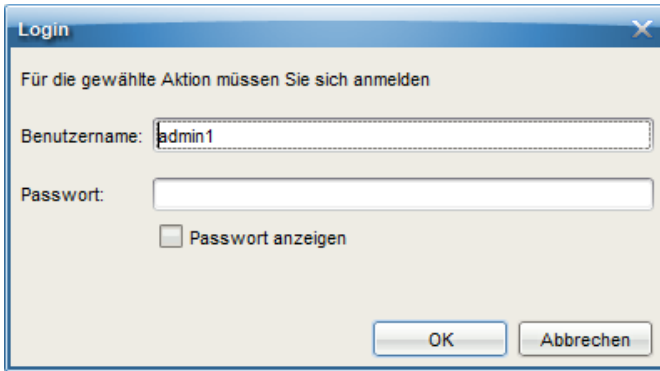 Login
Für die gewählte Aktion müssen Sie sich anmelden
Benutzername: admin1
Passwort:
Passwort anzeigen
OK Abbrechen